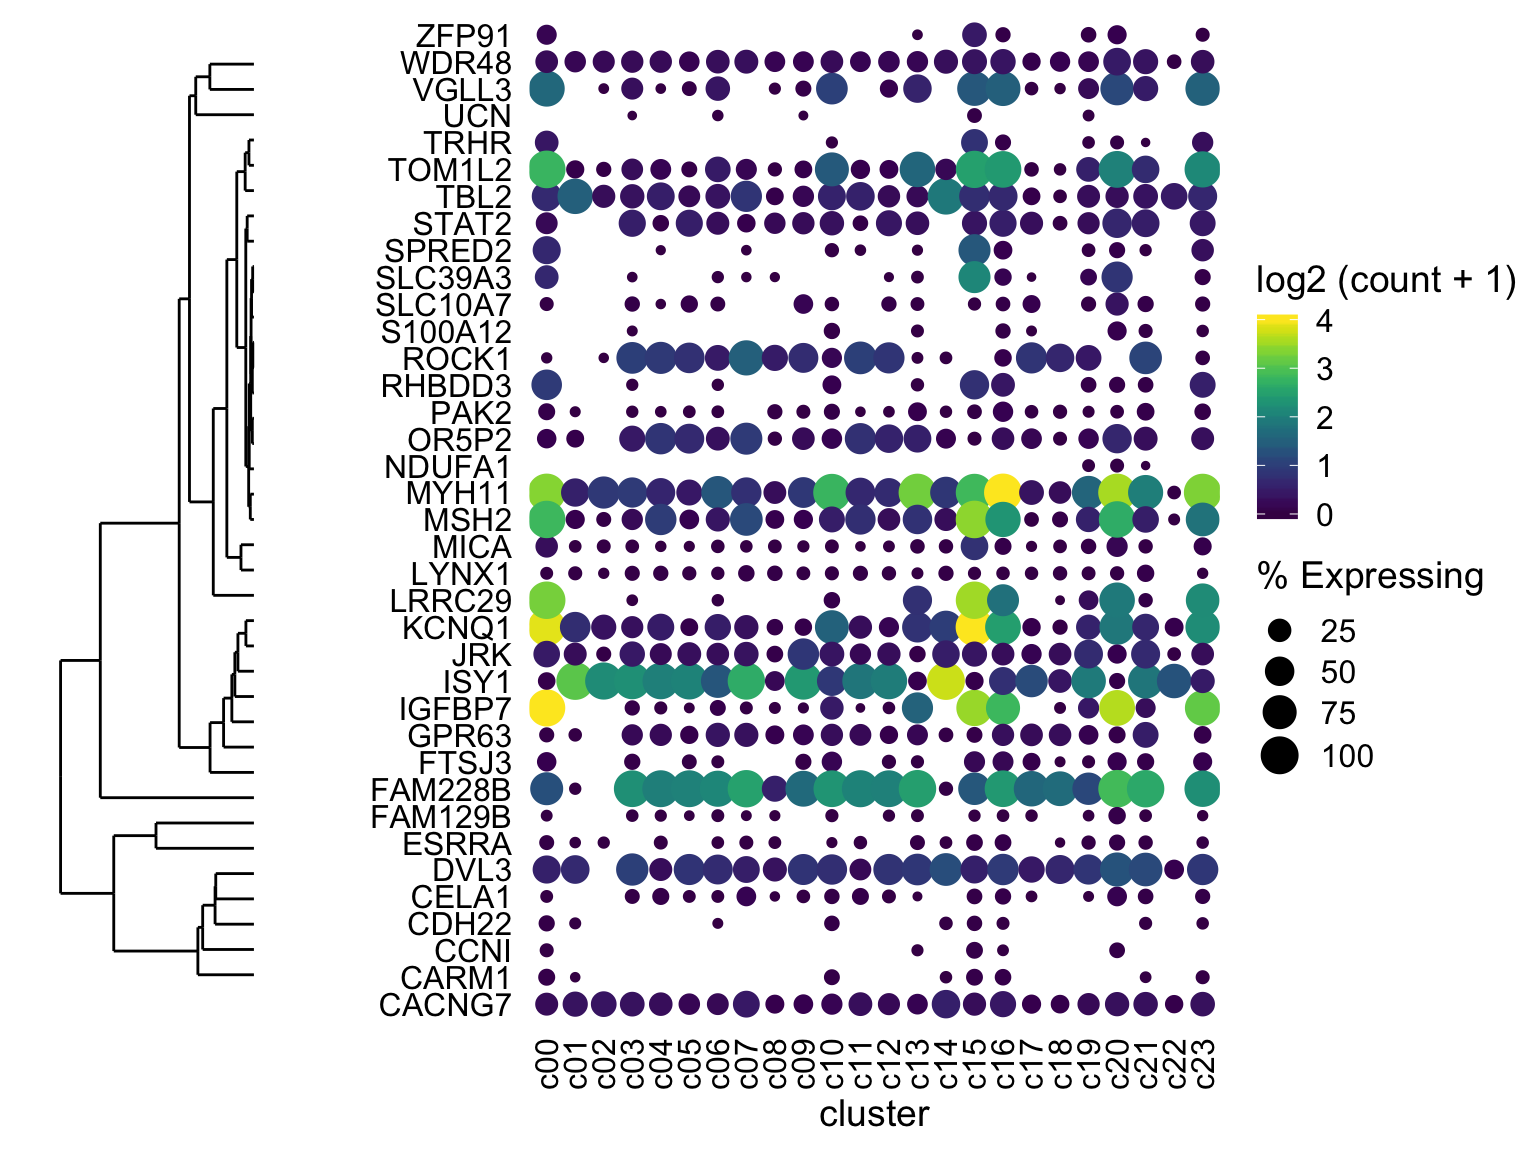 ZFP91
WDR48
VGLL3
UCN
TRHR
TOM1L2
TBL2
STAT2
SPRED2
SLC39A3
SLC10A7
S100A12
ROCK1
RHBDD3
PAK2
OR5P2
NDUFA1
MYH11
MSH2
MICA
LYNX1
LRRC29
KCNQ1
JRK
ISY1
IGFBP7
GPR63
FTSJ3
FAM228B
FAM129B
ESRRA
DVL3
CELA1
CDH22
CCNI
CARM1
CACNG7
c00 c01 c02 c03 c04 c05 c06 c07 c08 c09 c10 c11 c12 c13 c14 c15 c16 c17 c18 c19 c20 c21 c22 c23
cluster
log2 (count + 1)
4
3
2
1
0
% Expressing
25
50
75
100